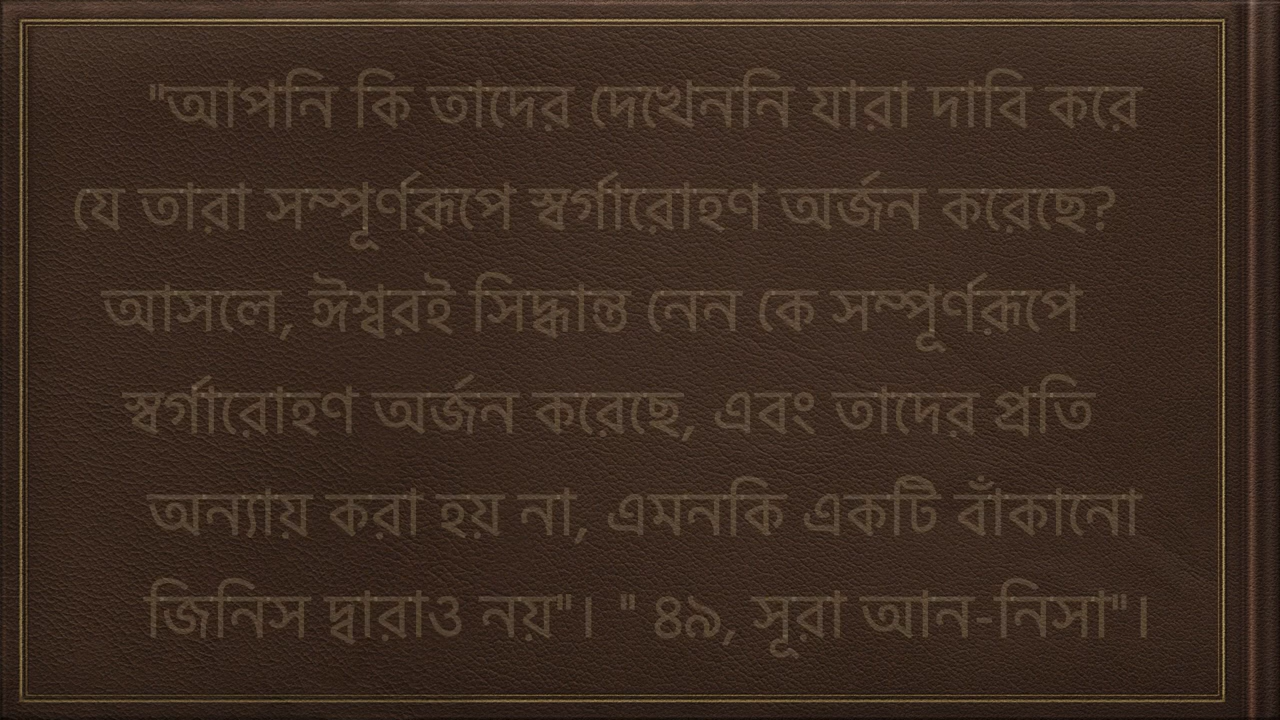 "আপনি কি তাদের দেখেননি যারা দাবি করে
যে তারা সম্পূর্ণরূপে স্বর্গারোহণ অর্জন করেছে?
আসলে, ঈশ্বরই সিদ্ধান্ত নেন কে সম্পূর্ণরূপে
স্বর্গারোহণ অর্জন করেছে, এবং তাদের প্রতি
অন্যায় করা হয় না, এমনকি একটি বাঁকানো
জিনিস দ্বারাও নয়"। " ৪৯, সূরা আন-নিসা"।